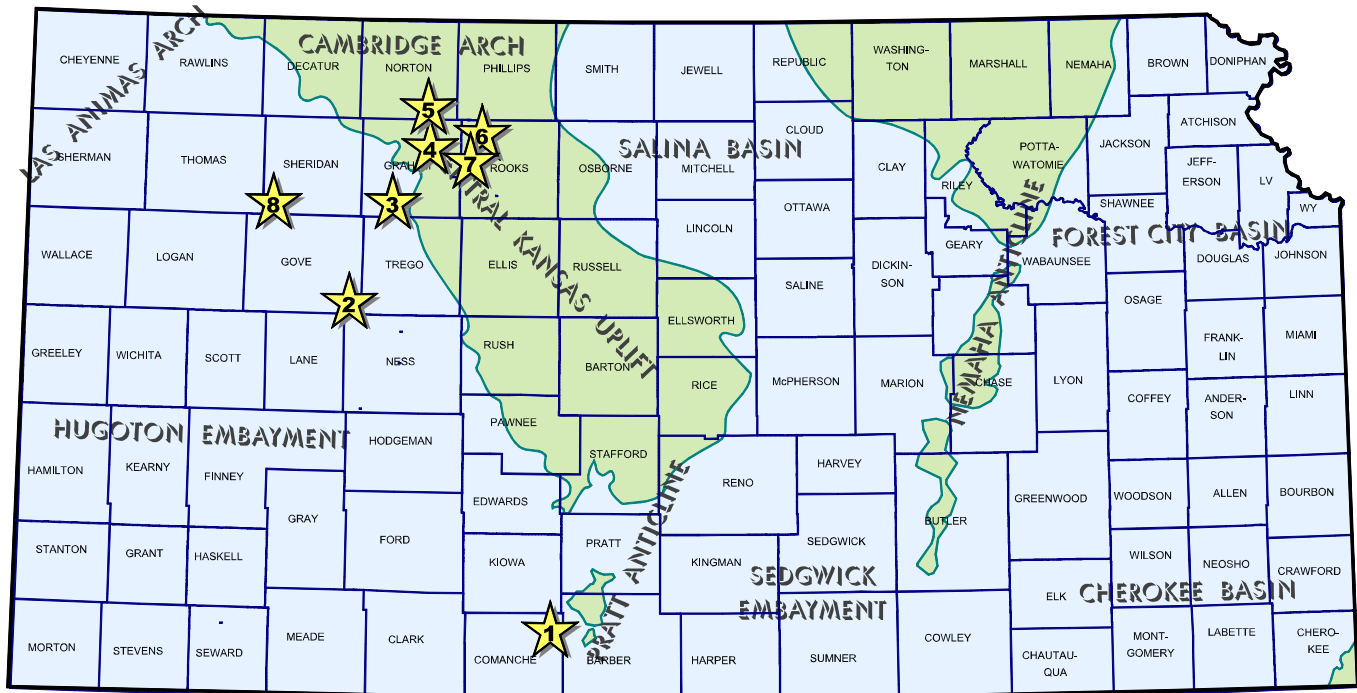 CHEYENNE
RAWLINS
DECATUR
NORTON
PHILLIPS
SMITH
JEWELL
REPUBLIC
WASHING-
TON
MARSHALL
NEMAHA
BROWN
DONIPHAN
LAS ANIMAS ARCH
CAMBRIDGE ARCH
5
6
4
7
SHERMAN
THOMAS
SHERIDAN
ROOKS
OSBORNE
MITCHELL
SALINA BASIN
CLOUD
CLAY
RILEY
POTTA-
WATOMIE
JACKSON
ATCHISON
JEFF-
ERSON
LV
WY
8
3
OTTAWA
LINCOLN
SHAWNEE
GEARY
WABAUNSEE
FOREST CITY BASIN
DOUGLAS
JOHNSON
WALLACE
LOGAN
GOVE
TREGO
ELLIS
RUSSELL
KANSAS UPLIFT
DICKIN-
SON
SALINE
ELLSWORTH
OSAGE
2
NEMAHA ANTICLINE
GREELEY
WICHITA
SCOTT
LANE
NESS
RUSH
BARTON
RICE
McPHERSON
MARION
CHASE
LYON
FRANK-
LIN
MIAMI
COFFEY
ANDER-
SON
LINN
HUGOTON EMBAYMENT
HODGEMAN
PAWNEE
STAFFORD
HAMILTON
KEARNY
FINNEY
GRAY
EDWARDS
RENO
HARVEY
BUTLER
GREENWOOD
WOODSON
ALLEN
BOURBON
STANTON
GRANT
HASKELL
FORD
KIOWA
PRATT
PRATT ANTICLINE
KINGMAN
SEDGWICK
SEDGWICK
EMBAYMENT
WILSON
NEOSHO
CRAWFORD
ELK
CHEROKEE BASIN
1
MORTON
STEVENS
SEWARD
MEADE
CLARK
COMANCHE
BARBER
HARPER
SUMNER
COWLEY
CHAUTAU-
QUA
MONT-
GOMERY
LABETTE
CHERO-
KEE